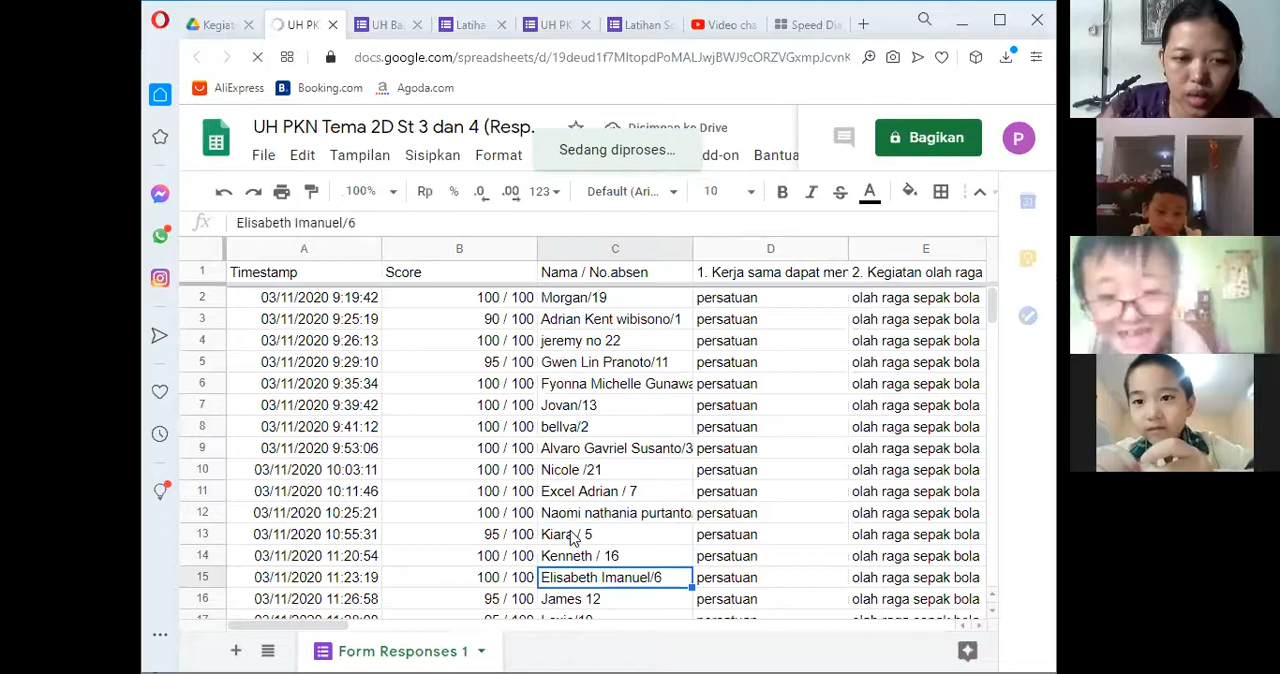 Kegiat
UH PK
UH Ba
Latiha
UH PK
Latihan S
Video cha
Speed Dia
docs.google.com/spreadsheets/d/19deud1f7MltopdPoMALJwjBWJ9cORZVGxmpJcvnK
AliExpress
Booking.com
Agoda.com
UH PKN Tema 2D St 3 dan 4 (Resp.
Disimpan ke Drive
Bagikan
P
File Edit Tampilan Sisipkan Format
Sedang diproses…
dd-on Bantua
100% Rp % .0 .00 123 Default (Ari... 10 B I S A
fx Elisabeth Imanuel/6
A B C D E
1 Timestamp Score Nama / No.absen 1. Kerja sama dapat mer 2. Kegiatan olah raga
2 03/11/2020 9:19:42 100 / 100 Morgan/19 persatuan olah raga sepak bola
3 03/11/2020 9:25:19 90 / 100 Adrian Kent wibisono/1 persatuan olah raga sepak bola
4 03/11/2020 9:26:13 100 / 100 jeremy no 22 persatuan olah raga sepak bola
5 03/11/2020 9:29:10 95 / 100 Gwen Lin Pranoto/11 persatuan olah raga sepak bola
6 03/11/2020 9:35:34 100 / 100 Fyonna Michelle Gunawa persatuan olah raga sepak bola
7 03/11/2020 9:39:42 100 / 100 Jovan/13 persatuan olah raga sepak bola
8 03/11/2020 9:41:12 100 / 100 bellva/2 persatuan olah raga sepak bola
9 03/11/2020 9:53:06 100 / 100 Alvaro Gavriel Susanto/3 persatuan olah raga sepak bola
10 03/11/2020 10:03:11 100 / 100 Nicole /21 persatuan olah raga sepak bola
11 03/11/2020 10:11:46 100 / 100 Excel Adrian / 7 persatuan olah raga sepak bola
12 03/11/2020 10:25:21 100 / 100 Naomi nathania purtanto persatuan olah raga sepak bola
13 03/11/2020 10:55:31 95 / 100 Kiara / 5 persatuan olah raga sepak bola
14 03/11/2020 11:20:54 100 / 100 Kenneth / 16 persatuan olah raga sepak bola
15 03/11/2020 11:23:19 100 / 100 Elisabeth Imanuel/6 persatuan olah raga sepak bola
16 03/11/2020 11:26:58 95 / 100 James 12 persatuan olah raga sepak bola
Form Responses 1